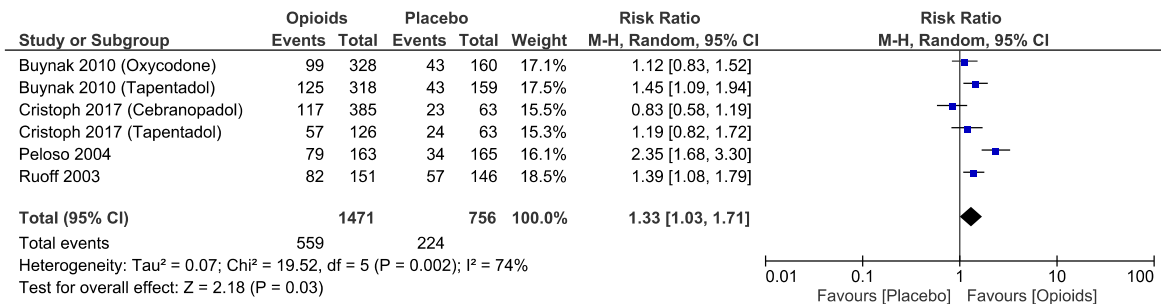 Opioids Placebo Risk Ratio Risk Ratio
Study or Subgroup Events Total Events Total Weight M-H, Random, 95% CI M-H, Random, 95% CI
Buynak 2010 (Oxycodone) 99 328 43 160 17.1% 1.12 [0.83, 1.52]
Buynak 2010 (Tapentadol) 125 318 43 159 17.5% 1.45 [1.09, 1.94]
Cristoph 2017 (Cebranopadol) 117 385 23 63 15.5% 0.83 [0.58, 1.19]
Cristoph 2017 (Tapentadol) 57 126 24 63 15.3% 1.19 [0.82, 1.72]
Peloso 2004 79 163 34 165 16.1% 2.35 [1.68, 3.30]
Ruoff 2003 82 151 57 146 18.5% 1.39 [1.08, 1.79]
Total (95% CI) 1471 756 100.0% 1.33 [1.03, 1.71]
Total events 559 224
Heterogeneity: Tau² = 0.07; Chi² = 19.52, df = 5 (P = 0.002); I² = 74%
Test for overall effect: Z = 2.18 (P = 0.03)
0.01 0.1 1 10 100
Favours [Placebo] Favours [Opioids]